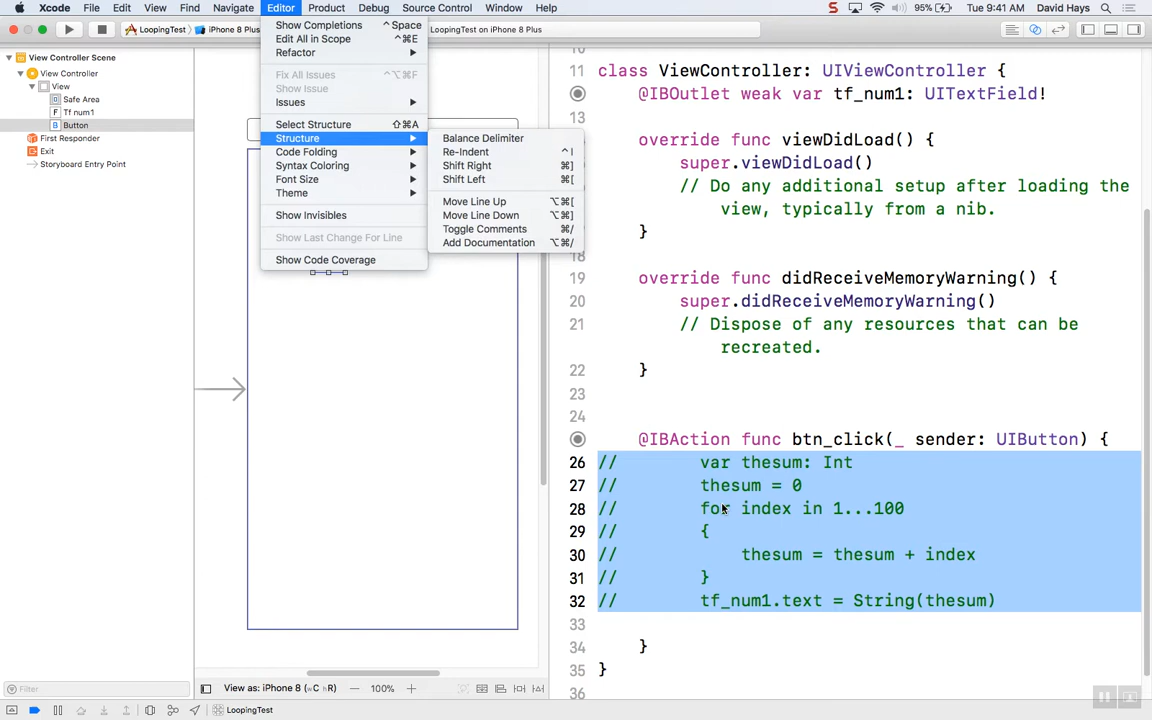 Xcode File Edit View Find Navigate Editor Product Debug Source Control Window Help 95% Tue 9:41 AM David Hays
LoopingTest iPhone 8 Plus LoopingTest on iPhone 8 Plus
Show Completions ^ Space
Edit All in Scope ^⌘E
Refactor
Fix All Issues ^⌥⌘F
Show Issue
Issues
Select Structure ⇧⌘A
Structure
Code Folding
Syntax Coloring
Font Size
Theme
Show Invisibles
Show Last Change For Line
Show Code Coverage
Balance Delimiter
Re-Indent ^I
Shift Right ⌘]
Shift Left ⌘[
Move Line Up ⌥⌘[
Move Line Down ⌥⌘]
Toggle Comments ⌘/
Add Documentation ⌥⌘/
View Controller Scene
View Controller
View
Safe Area
F Tf num1
B Button
First Responder
Exit
Storyboard Entry Point
Filter
View as: iPhone 8 (wC hR) — 100% +
LoopingTest
10
11 class ViewController: UIViewController {
@IBOutlet weak var tf_num1: UITextField!
13
override func viewDidLoad() {
super.viewDidLoad()
// Do any additional setup after loading the
view, typically from a nib.
}
18
19 override func didReceiveMemoryWarning() {
20 super.didReceiveMemoryWarning()
21 // Dispose of any resources that can be
recreated.
22 }
23
24
@IBAction func btn_click(_ sender: UIButton) {
26 // var thesum: Int
27 // thesum = 0
28 // for index in 1...100
29 // {
30 // thesum = thesum + index
31 // }
32 // tf_num1.text = String(thesum)
33
34 }
35 }
36